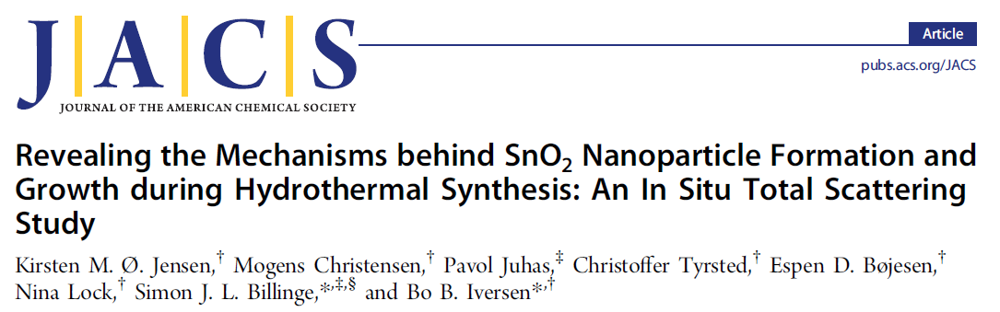 J|A|C|S
Article
JOURNAL OF THE AMERICAN CHEMICAL SOCIETY
pubs.acs.org/JACS
Revealing the Mechanisms behind SnO₂ Nanoparticle Formation and
Growth during Hydrothermal Synthesis: An In Situ Total Scattering
Study
Kirsten M. Ø. Jensen,† Mogens Christensen,† Pavol Juhas,‡ Christoffer Tyrsted,† Espen D. Bøjesen,†
Nina Lock,† Simon J. L. Billinge,*,‡,§ and Bo B. Iversen*,†